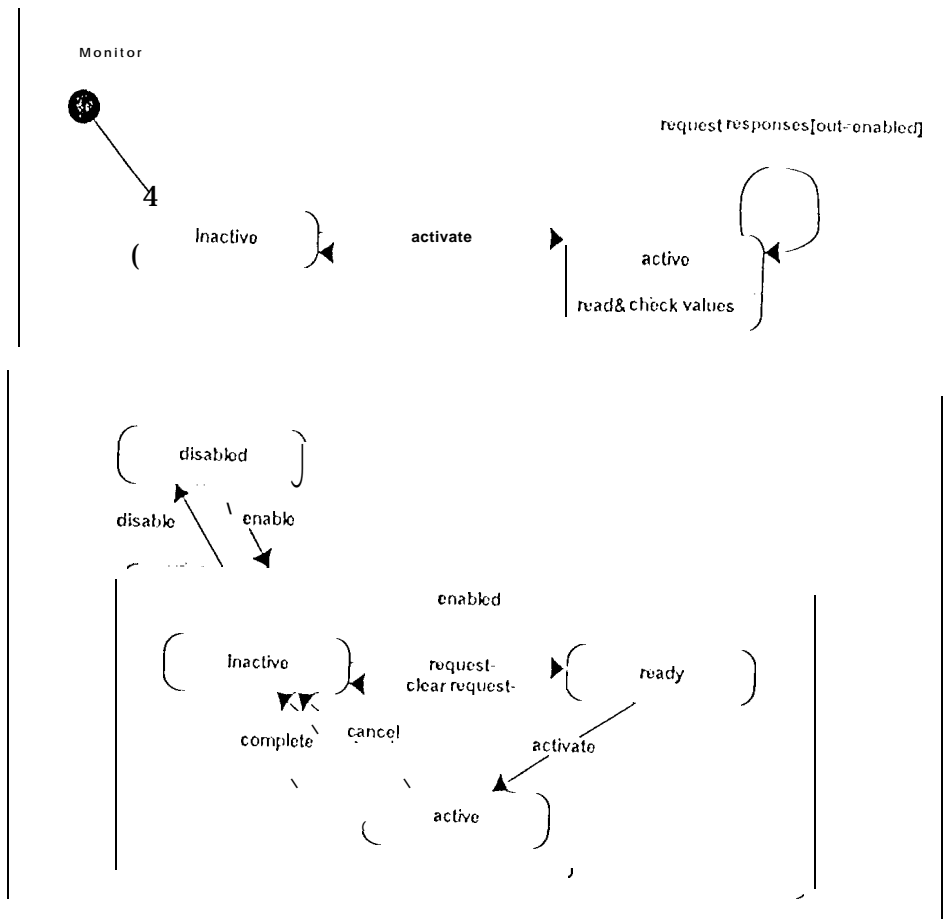 Monitor
request responses[out-enabled]
4
Inactive
activate
active
read& check values
disabled
disable
enable
enabled
Inactive
request-
clear request-
ready
complete
cancel
activate
active